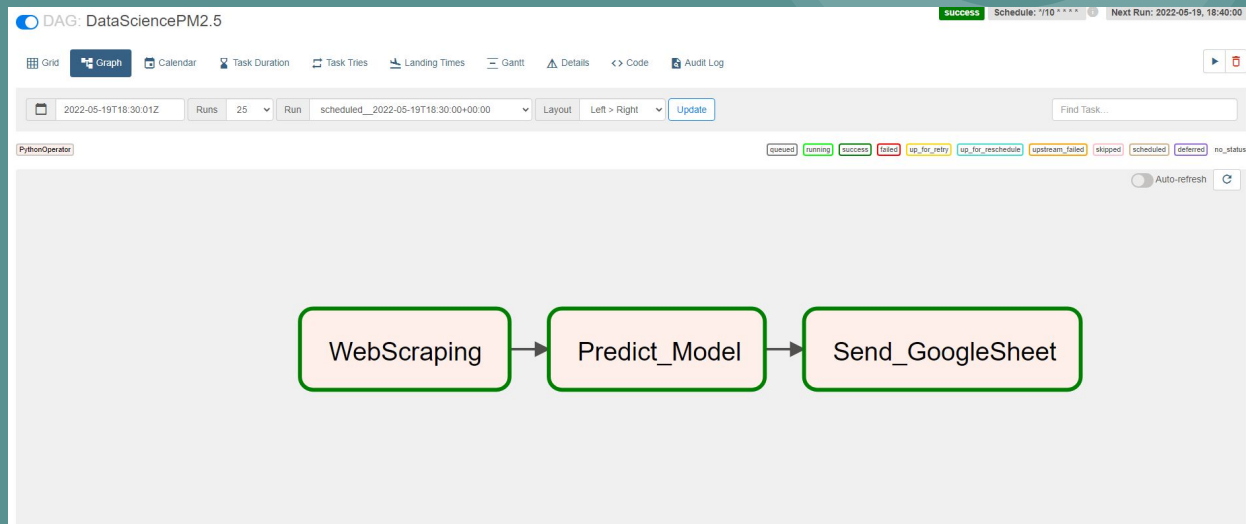 DAG: DataSciencePM2.5
success Schedule: */10 * * * * Next Run: 2022-05-19, 18:40:00
Grid Graph Calendar Task Duration Task Tries Landing Times Gantt Details <> Code Audit Log
2022-05-19T18:30:01Z Runs 25 Run scheduled__2022-05-19T18:30:00+00:00 Layout Left > Right Update Find Task...
PythonOperator queued running success failed up_for_retry up_for_reschedule upstream_failed skipped scheduled deferred no_status
Auto-refresh
WebScraping Predict_Model Send_GoogleSheet